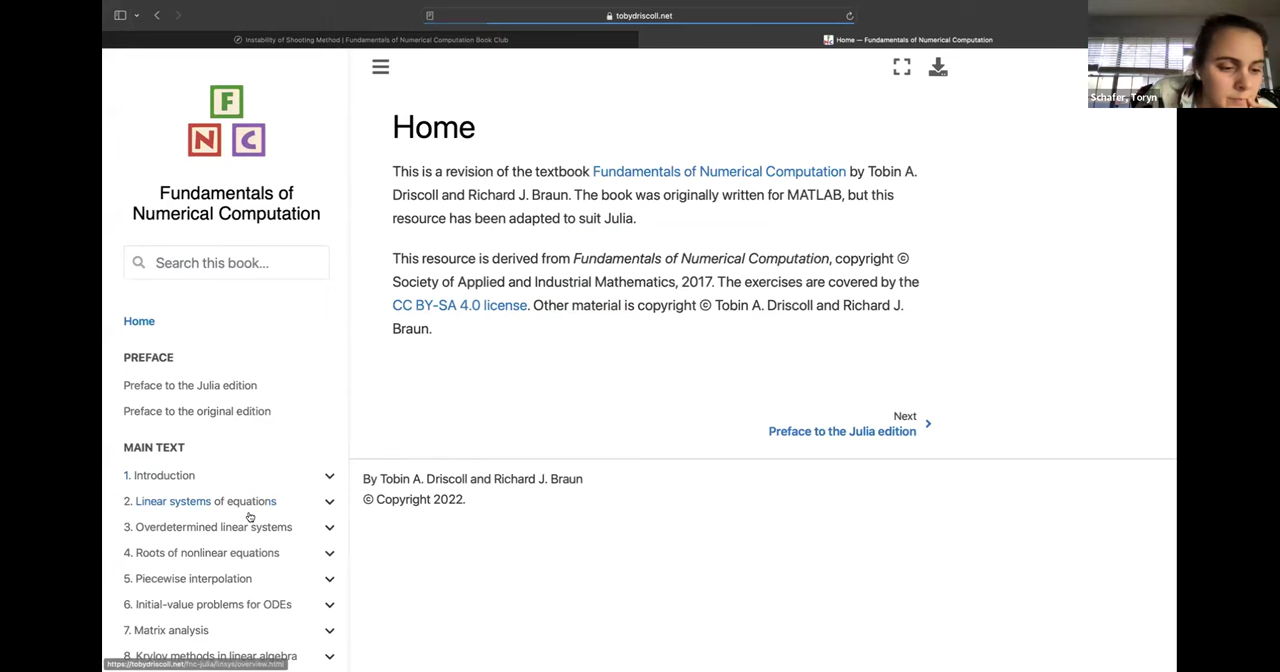 tobydriscoll.net
Instability of Shooting Method | Fundamentals of Numerical Computation Book Club
Home — Fundamentals of Numerical Computation
Schafer, Toryn
F
N C
Fundamentals of
Numerical Computation
Search this book...
Home
PREFACE
Preface to the Julia edition
Preface to the original edition
MAIN TEXT
1. Introduction
2. Linear systems of equations
3. Overdetermined linear systems
4. Roots of nonlinear equations
5. Piecewise interpolation
6. Initial-value problems for ODEs
7. Matrix analysis
8. Krylov methods in linear algebra
https://tobydriscoll.net/fnc-julia/linsys/overview.html
Home
This is a revision of the textbook Fundamentals of Numerical Computation by Tobin A.
Driscoll and Richard J. Braun. The book was originally written for MATLAB, but this
resource has been adapted to suit Julia.
This resource is derived from Fundamentals of Numerical Computation, copyright ©
Society of Applied and Industrial Mathematics, 2017. The exercises are covered by the
CC BY-SA 4.0 license. Other material is copyright © Tobin A. Driscoll and Richard J.
Braun.
Next
Preface to the Julia edition
By Tobin A. Driscoll and Richard J. Braun
© Copyright 2022.